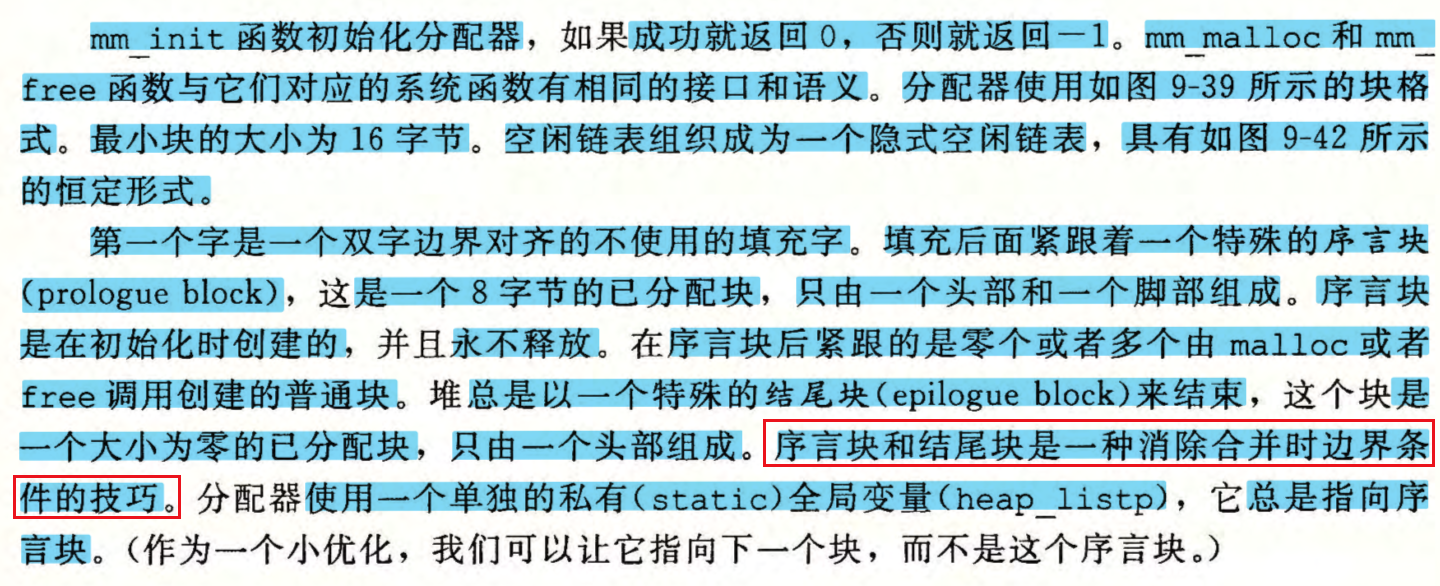 mm_init 函数初始化分配器，如果成功就返回 0，否则就返回－1。mm_malloc 和 mm_
free 函数与它们对应的系统函数有相同的接口和语义。分配器使用如图 9-39 所示的块格
式。最小块的大小为 16 字节。空闲链表组织成为一个隐式空闲链表，具有如图 9-42 所示
的恒定形式。
第一个字是一个双字边界对齐的不使用的填充字。填充后面紧跟着一个特殊的序言块
(prologue block)，这是一个 8 字节的已分配块，只由一个头部和一个脚部组成。序言块
是在初始化时创建的，并且永不释放。在序言块后紧跟的是零个或者多个由 malloc 或者
free 调用创建的普通块。堆总是以一个特殊的结尾块(epilogue block)来结束，这个块是
一个大小为零的已分配块，只由一个头部组成。序言块和结尾块是一种消除合并时边界条
件的技巧。分配器使用一个单独的私有(static)全局变量(heap_listp)，它总是指向序
言块。（作为一个小优化，我们可以让它指向下一个块，而不是这个序言块。）